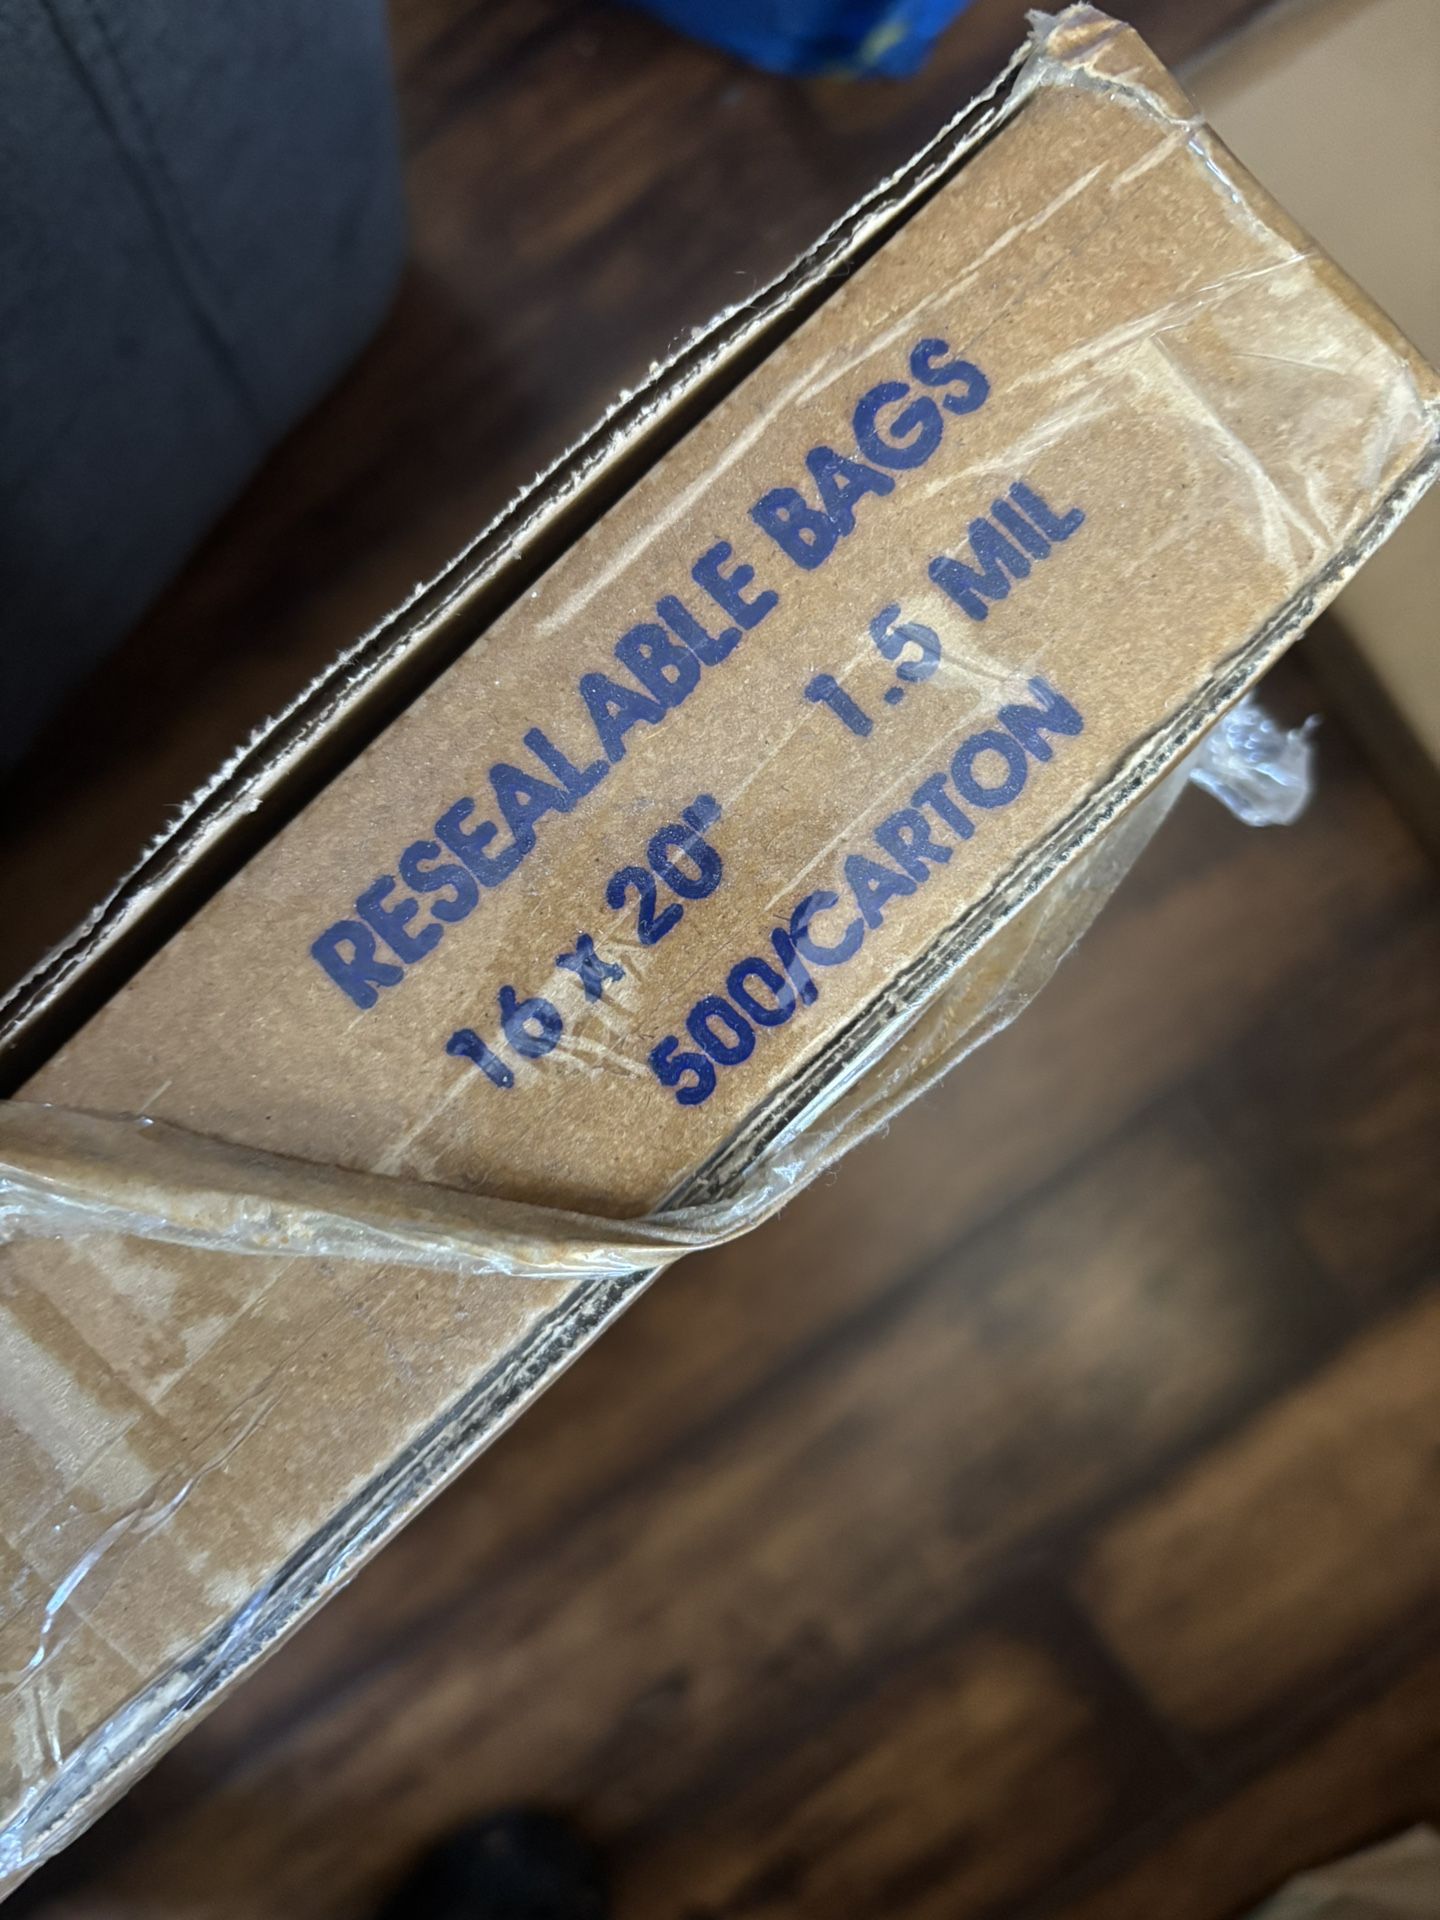 RESEALABLE BAGS
16 x 20" 1.5 MIL
500/CARTON